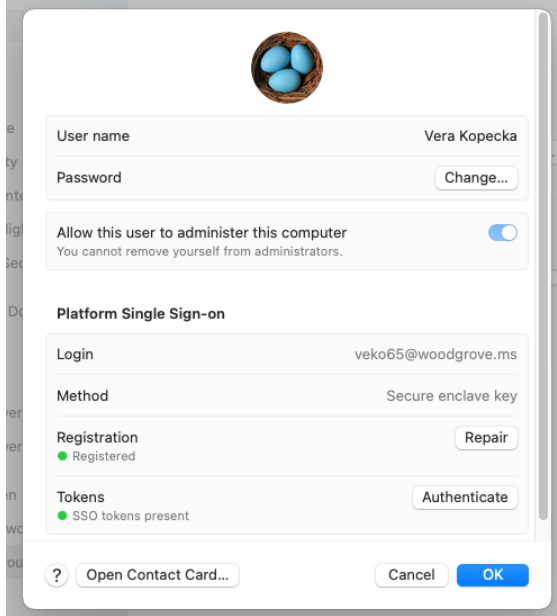 User name
Vera Kopecka
Password
Change...
Allow this user to administer this computer
You cannot remove yourself from administrators.
Platform Single Sign-on
Login
veko65@woodgrove.ms
Method
Secure enclave key
Registration
Registered
Repair
Tokens
SSO tokens present
Authenticate
?
Open Contact Card...
Cancel
OK